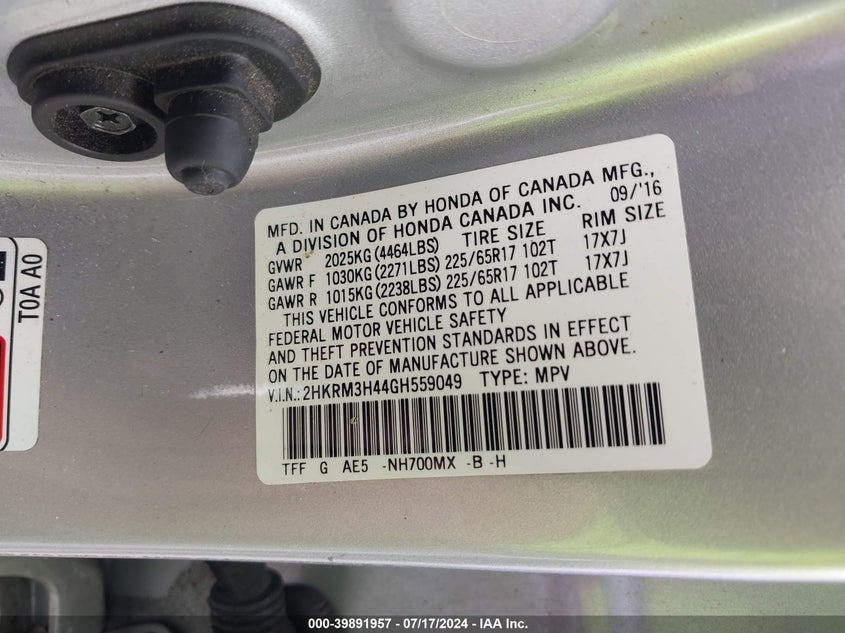 MFD. IN CANADA BY HONDA OF CANADA MFG.,
A DIVISION OF HONDA CANADA INC. 09/'16
GVWR 2025KG(4464LBS) TIRE SIZE RIM SIZE
GAWR F 1030KG(2271LBS) 225/65R17 102T 17X7J
GAWR R 1015KG(2238LBS) 225/65R17 102T 17X7J
THIS VEHICLE CONFORMS TO ALL APPLICABLE
FEDERAL MOTOR VEHICLE SAFETY
AND THEFT PREVENTION STANDARDS IN EFFECT
ON THE DATE OF MANUFACTURE SHOWN ABOVE.
V.I.N.:2HKRM3H44GH559049 TYPE: MPV
TFF G AE5 -NH700MX -B -H
T0A A0
000-39891957 - 07/17/2024 - IAA Inc.